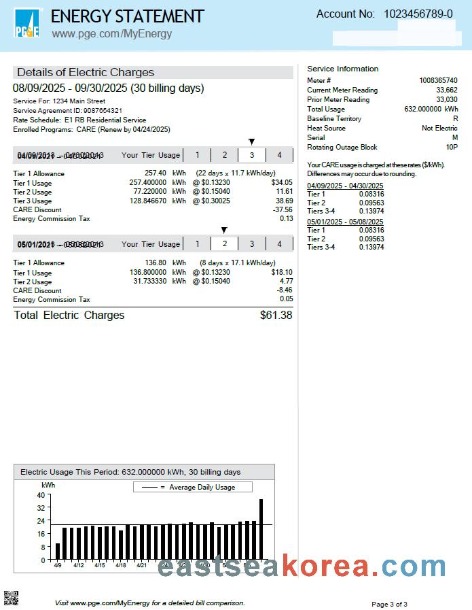 PG&E
ENERGY STATEMENT
www.pge.com/MyEnergy
Account No: 1023456789-0
Details of Electric Charges
08/09/2025 - 09/30/2025 (30 billing days)
Service For: 1234 Main Street
Service Agreement ID: 9087664321
Rate Schedule: E1 RB Residential Service
Enrolled Programs: CARE (Renew by 04/24/2025)
Your Tier Usage 1 2 3 4
Tier 1 Allowance 257.40 kWh (22 days x 11.7 kWh/day)
Tier 1 Usage 257.400000 kWh @ $0.13230 $34.05
Tier 2 Usage 77.220000 kWh @ $0.15040 11.61
Tier 3 Usage 128.846670 kWh @ $0.30025 38.69
CARE Discount -37.56
Energy Commission Tax 0.13
Your Tier Usage 1 2 3 4
Tier 1 Allowance 136.80 kWh (8 days x 17.1 kWh/day)
Tier 1 Usage 136.800000 kWh @ $0.13230 $18.10
Tier 2 Usage 31.733330 kWh @ $0.15040 4.77
CARE Discount -8.46
Energy Commission Tax 0.05
Total Electric Charges $61.38
Service Information
Meter # 1008365740
Current Meter Reading 33,662
Prior Meter Reading 33,030
Total Usage 632.000000 kWh
Baseline Territory R
Heat Source Not Electric
Serial M
Rotating Outage Block 10P
Your CARE usage is charged at these rates ($/kWh).
Differences may occur due to rounding.
04/09/2025 - 04/30/2025
Tier 1 0.08316
Tier 2 0.09563
Tiers 3-4 0.13974
05/01/2025 - 05/08/2025
Tier 1 0.08316
Tier 2 0.09563
Tiers 3-4 0.13974
Electric Usage This Period: 632.000000 kWh, 30 billing days
kWh
= Average Daily Usage
40
32
24
16
8
0
4/9 4/12 4/15 4/18 4/21
eastseakorea.com
Visit www.pge.com/MyEnergy for a detailed bill comparison.
Page 3 of 3